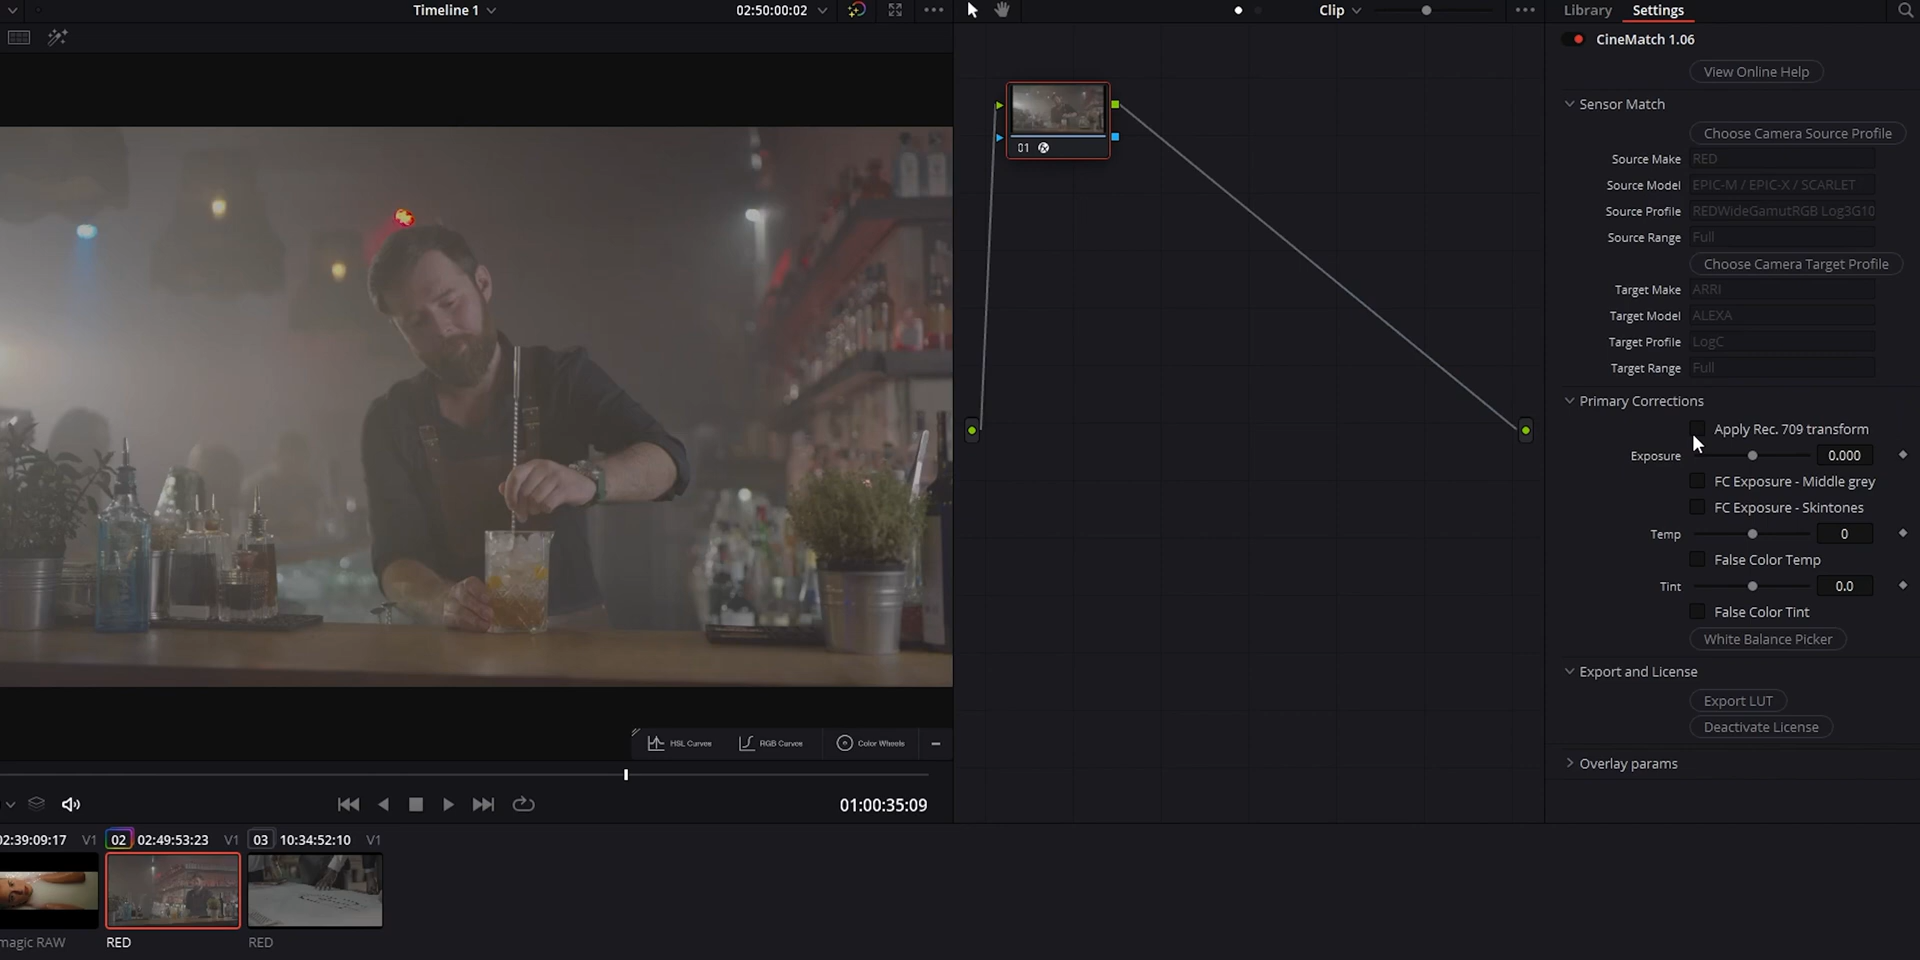 Timeline 1
02:50:00:02
Clip
Library
Settings
CineMatch 1.06
View Online Help
Sensor Match
Choose Camera Source Profile
Source Make
RED
Source Model
EPIC-M / EPIC-X / SCARLET
Source Profile
REDWideGamutRGB Log3G10
Source Range
Full
Choose Camera Target Profile
Target Make
ARRI
Target Model
ALEXA
Target Profile
LogC
Target Range
Full
Primary Corrections
Apply Rec. 709 transform
Exposure
0.000
FC Exposure - Middle grey
FC Exposure - Skintones
Temp
0
False Color Temp
Tint
0.0
False Color Tint
White Balance Picker
Export and License
Export LUT
Deactivate License
Overlay params
01
HSL Curves
RGB Curves
Color Wheels
01:00:35:09
02:39:09:17
V1
02
02:49:53:23
V1
03
10:34:52:10
V1
magic RAW
RED
RED